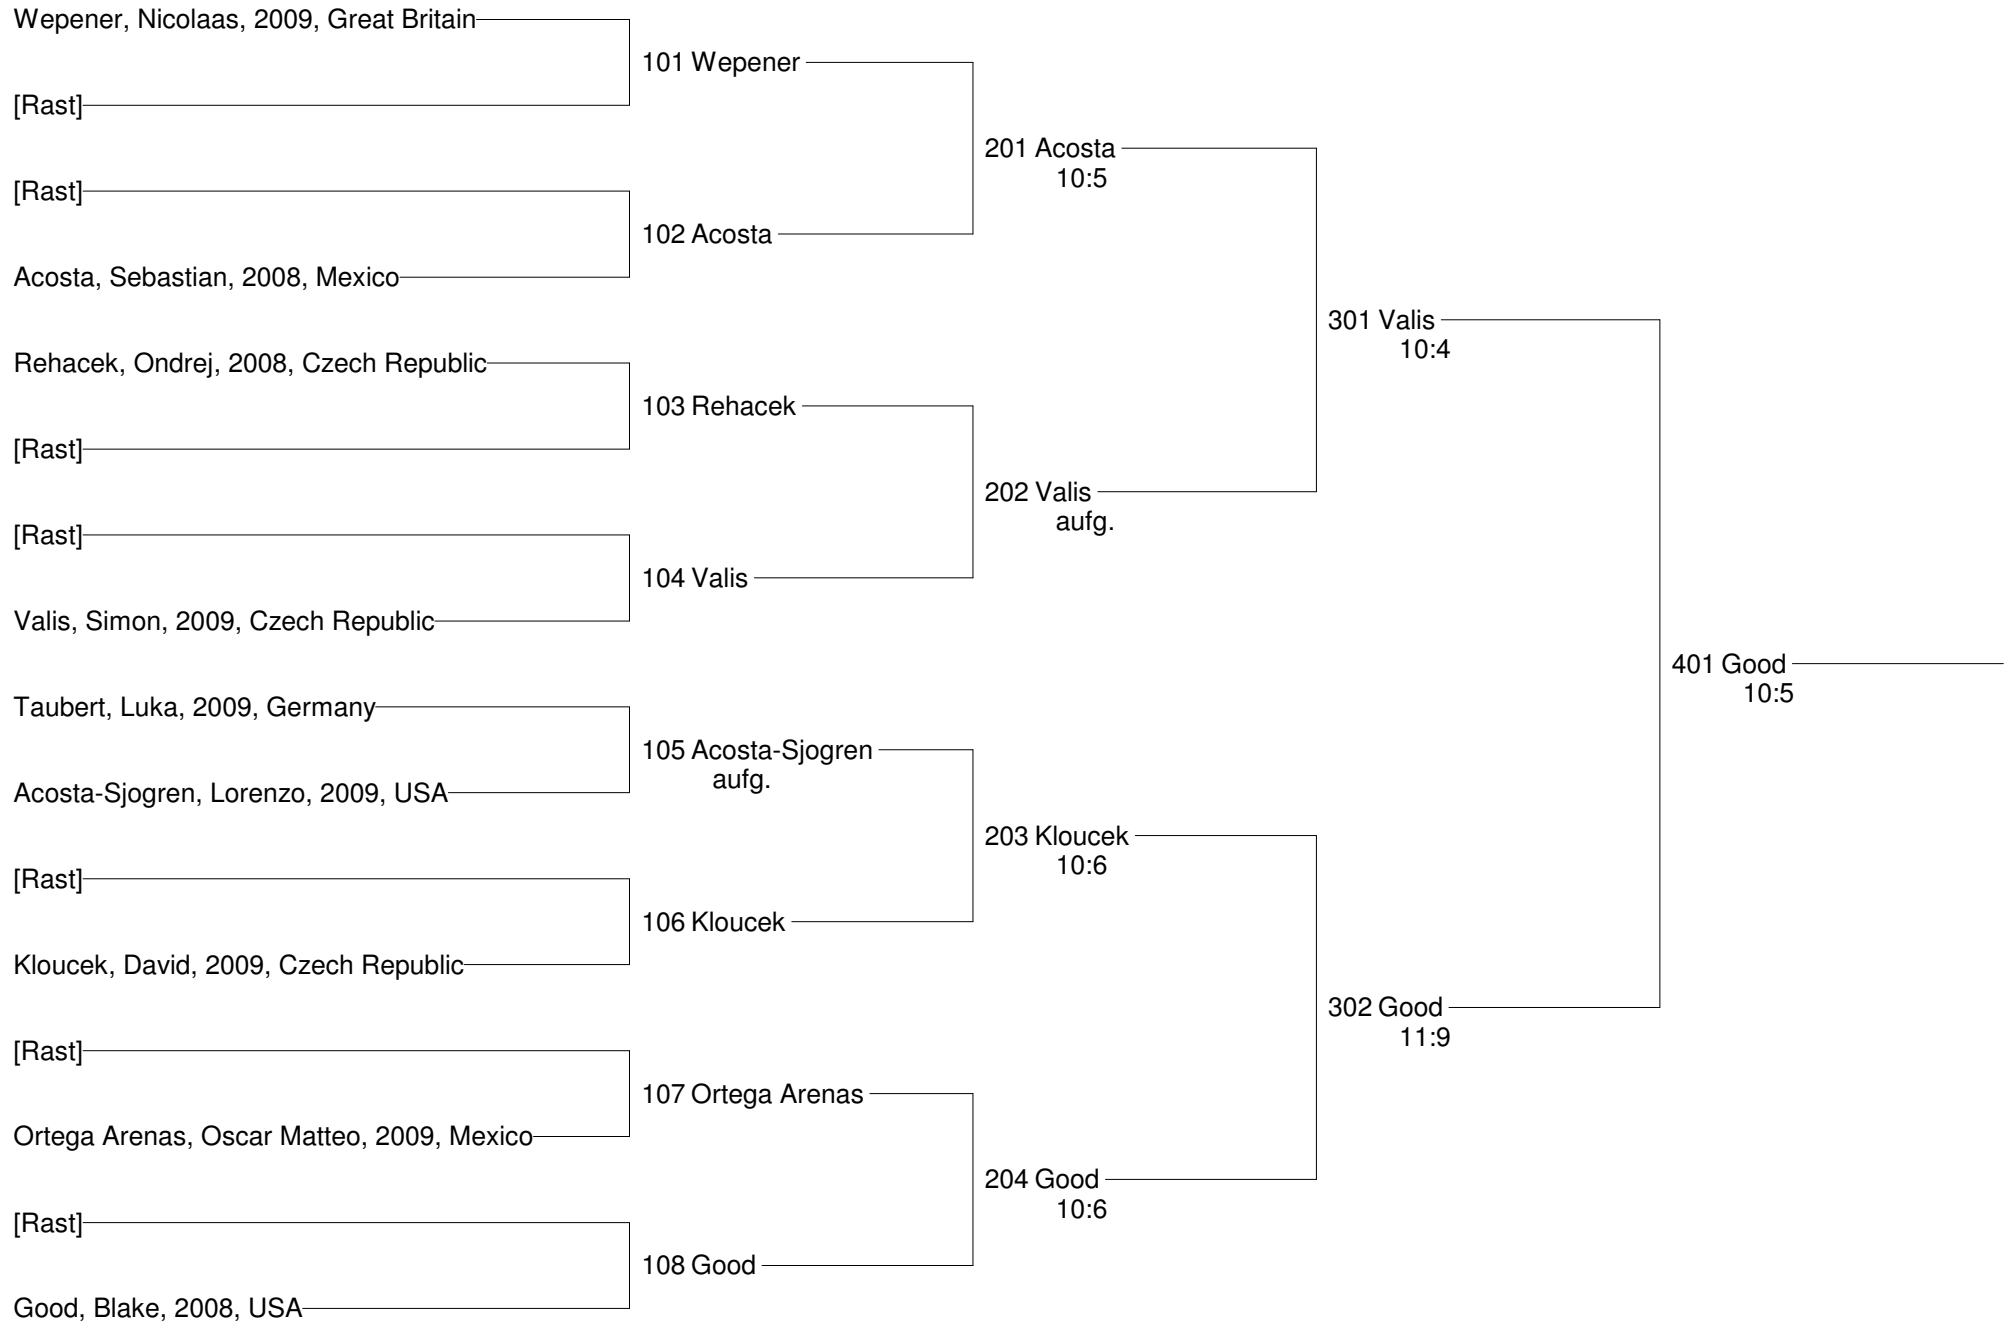 Wepener, Nicolaas, 2009, Great Britain
[Rast]
[Rast]
Acosta, Sebastian, 2008, Mexico
Rehacek, Ondrej, 2008, Czech Republic
[Rast]
[Rast]
Valis, Simon, 2009, Czech Republic
Taubert, Luka, 2009, Germany
Acosta-Sjogren, Lorenzo, 2009, USA
[Rast]
Kloucek, David, 2009, Czech Republic
[Rast]
Ortega Arenas, Oscar Matteo, 2009, Mexico
[Rast]
Good, Blake, 2008, USA
101 Wepener
102 Acosta
103 Rehacek
104 Valis
105 Acosta-Sjogren
aufg.
106 Kloucek
107 Ortega Arenas
108 Good
201 Acosta
10:5
202 Valis
aufg.
203 Kloucek
10:6
204 Good
10:6
301 Valis
10:4
302 Good
11:9
401 Good
10:5